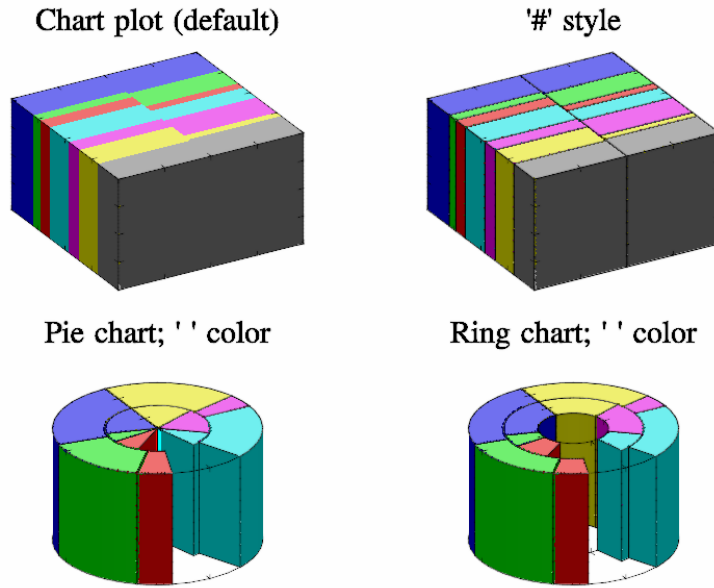 Chart plot (default)
'#' style
Pie chart; ' ' color
Ring chart; ' ' color